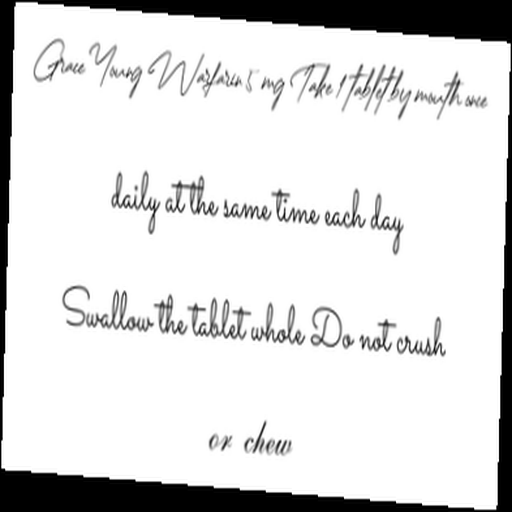 Grace Young Warfarin 5 mg Take 1 tablet by mouth once
daily at the same time each day
Swallow the tablet whole Do not crush
or chew